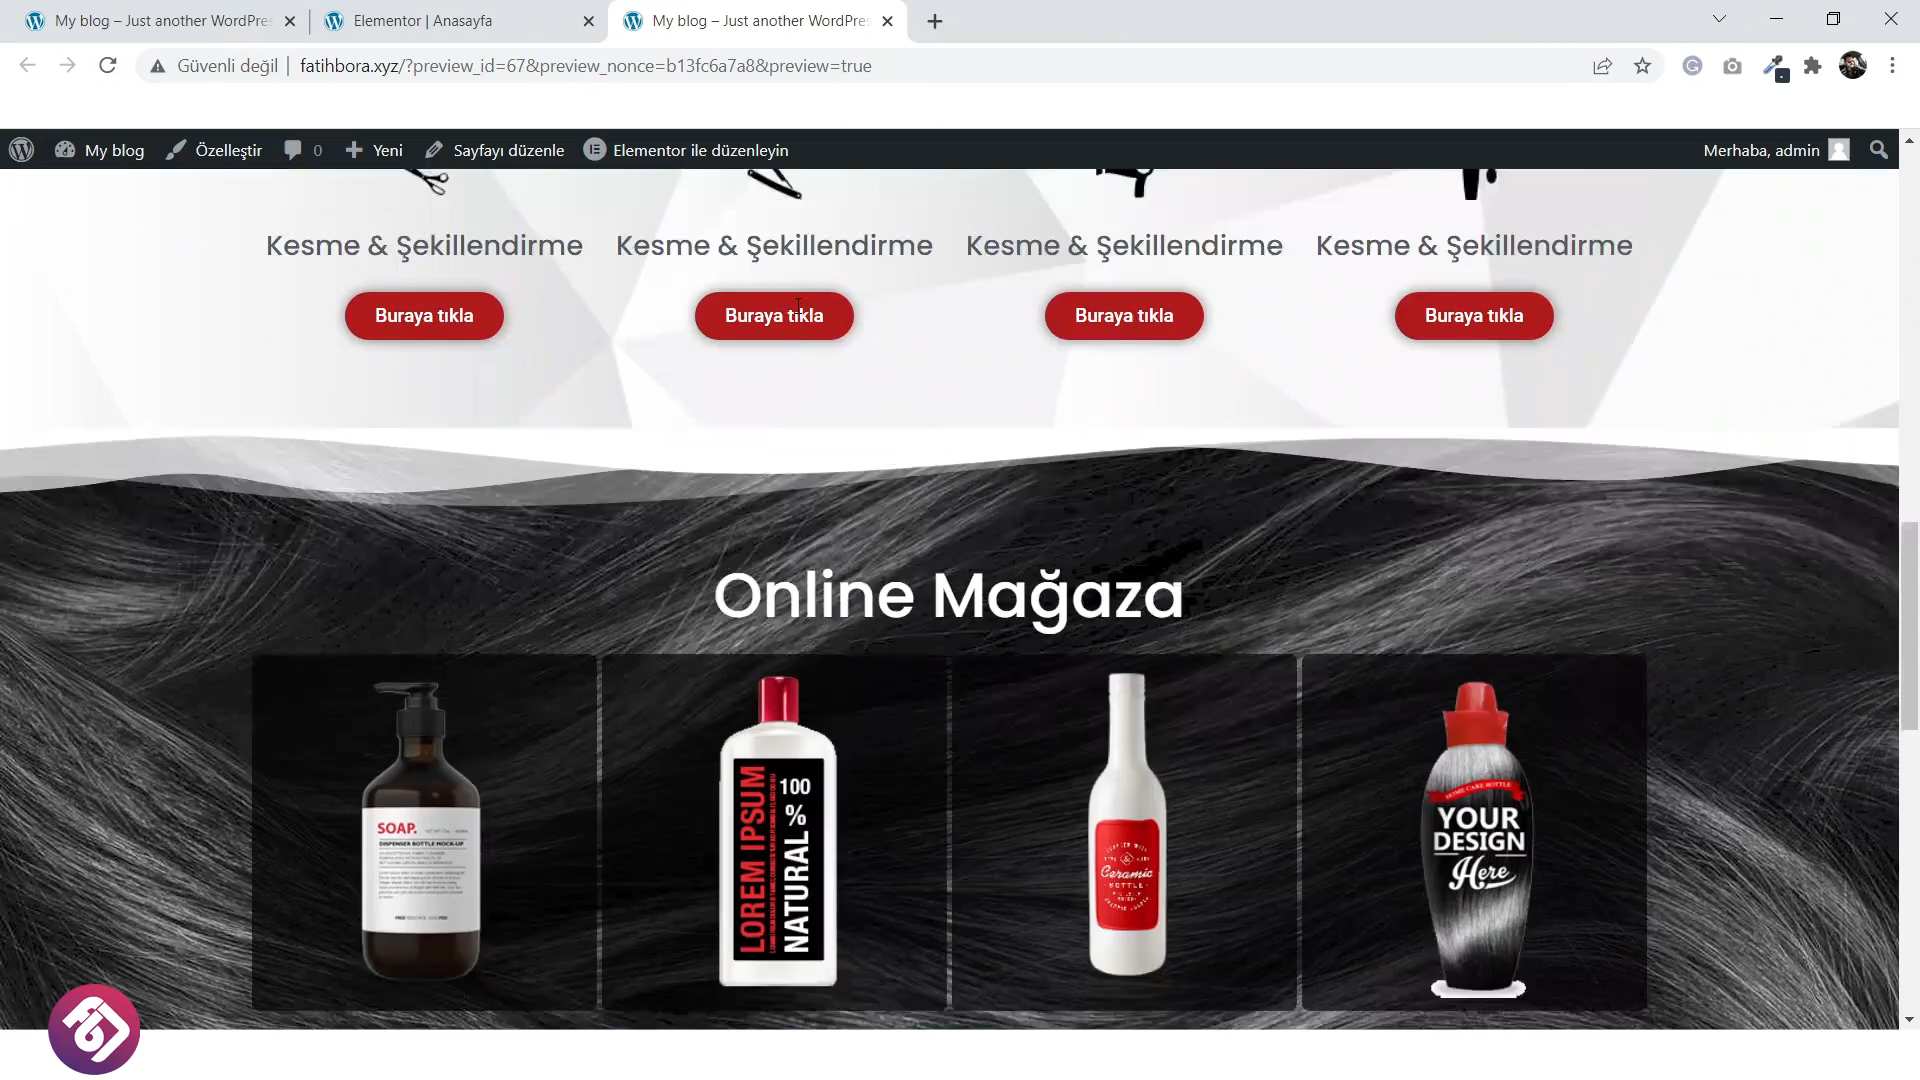 My blog – Just another WordPres
Elementor | Anasayfa
My blog – Just another WordPres
Güvenli değil
fatihbora.xyz/?preview_id=67&preview_nonce=b13fc6a7a8&preview=true
My blog
Özelleştir
0
Yeni
Sayfayı düzenle
Elementor ile düzenleyin
Merhaba, admin
Kesme & Şekillendirme
Kesme & Şekillendirme
Kesme & Şekillendirme
Kesme & Şekillendirme
Buraya tıkla
Buraya tıkla
Buraya tıkla
Buraya tıkla
Online Mağaza
SOAP.
DISPENSER BOTTLE MOCK-UP
LOREM IPSUM
100
%
NATURAL
Ceramic
BOTTLE
HOME CARE BOTTLE
YOUR
DESIGN
Here